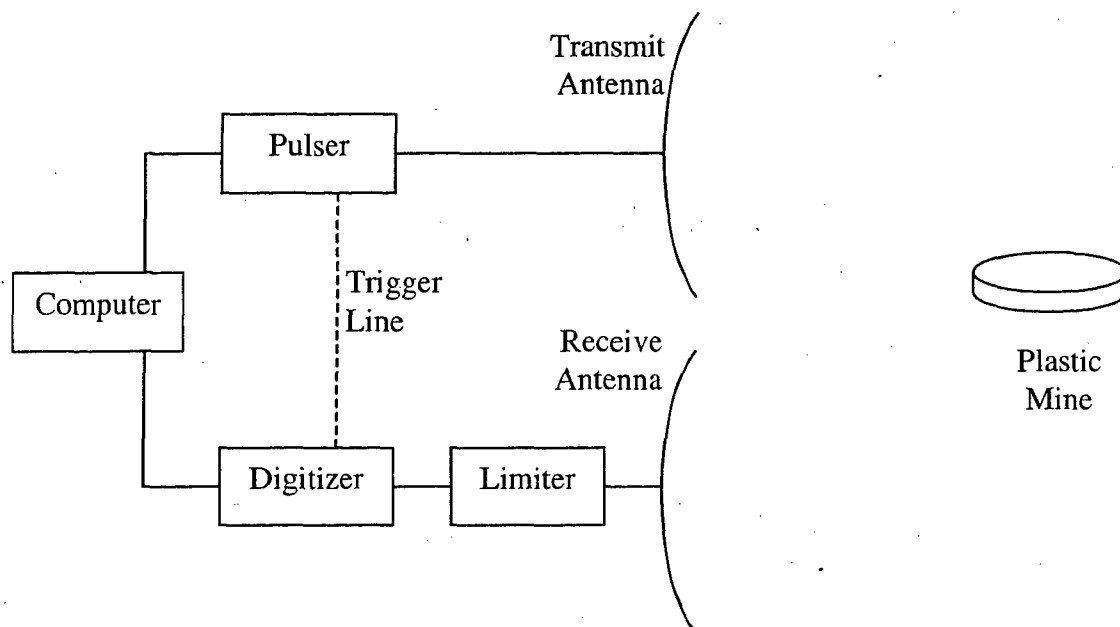 Transmit
Antenna
Pulser
Computer
Trigger
Line
Receive
Antenna
Plastic
Mine
Digitizer
Limiter